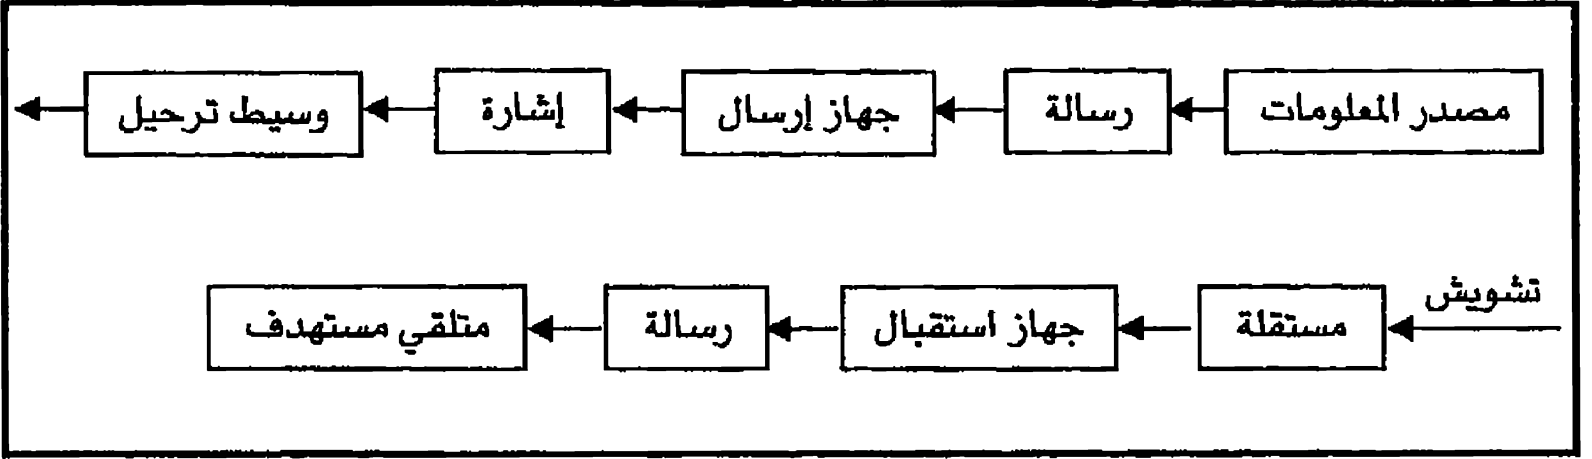 مصدر المعلومات
رسالة
جهاز إرسال
إشارة
وسيط ترحيل
تشويش
مستقلة
جهاز استقبال
رسالة
متلقي مستهدف